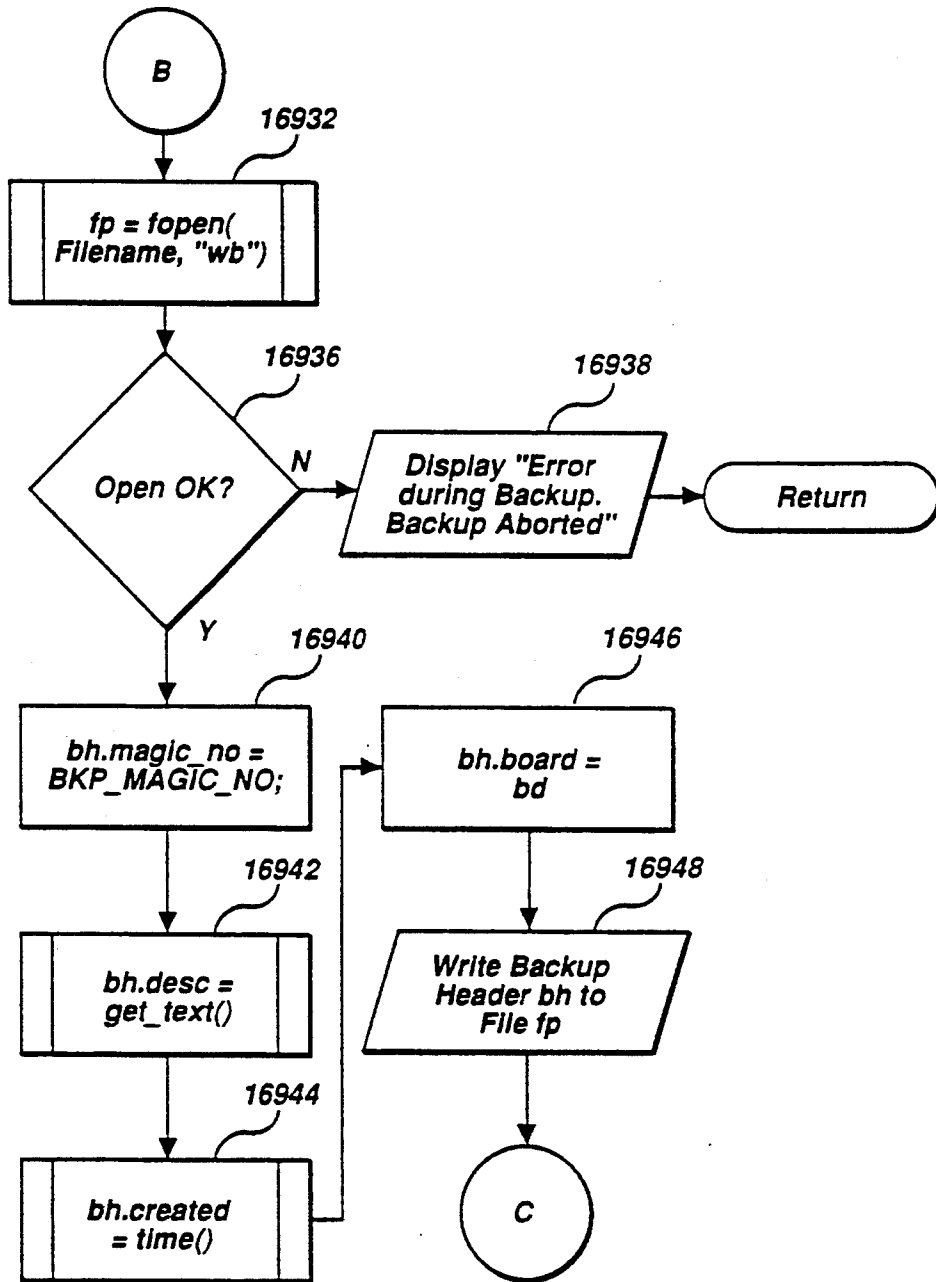 B
16932
fp = fopen(
Filename, "wb")
16936
Open OK?
N
Y
16938
Display "Error
during Backup.
Backup Aborted"
Return
16940
bh.magic_no =
BKP_MAGIC_NO;
16942
bh.desc =
get_text()
16944
bh.created
= time()
16946
bh.board =
bd
16948
Write Backup
Header bh to
File fp
C